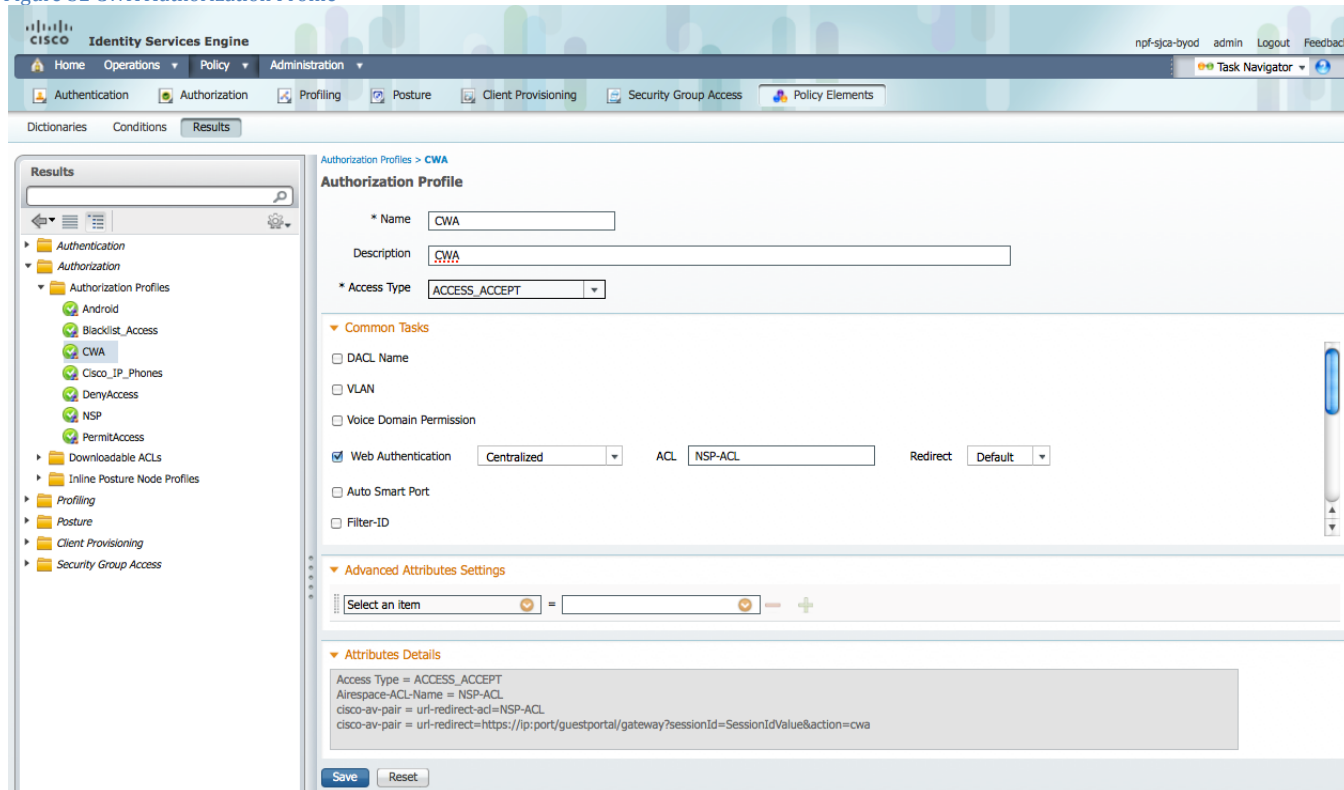 CISCO Identity Services Engine
npf-sjca-byod admin Logout Feedback
Home Operations Policy Administration
Task Navigator
Authentication Authorization Profiling Posture Client Provisioning Security Group Access Policy Elements
Dictionaries Conditions Results
Results
Authentication
Authorization
Authorization Profiles
Android
Blacklist_Access
CWA
Cisco_IP_Phones
DenyAccess
NSP
PermitAccess
Downloadable ACLs
Inline Posture Node Profiles
Profiling
Posture
Client Provisioning
Security Group Access
Authorization Profiles > CWA
Authorization Profile
* Name CWA
Description CWA
* Access Type ACCESS_ACCEPT
Common Tasks
DACL Name
VLAN
Voice Domain Permission
Web Authentication Centralized ACL NSP-ACL Redirect Default
Auto Smart Port
Filter-ID
Advanced Attributes Settings
Select an item =
Attributes Details
Access Type = ACCESS_ACCEPT
Airespace-ACL-Name = NSP-ACL
cisco-av-pair = url-redirect-acl=NSP-ACL
cisco-av-pair = url-redirect=https://ip:port/guestportal/gateway?sessionId=SessionIdValue&action=cwa
Save Reset